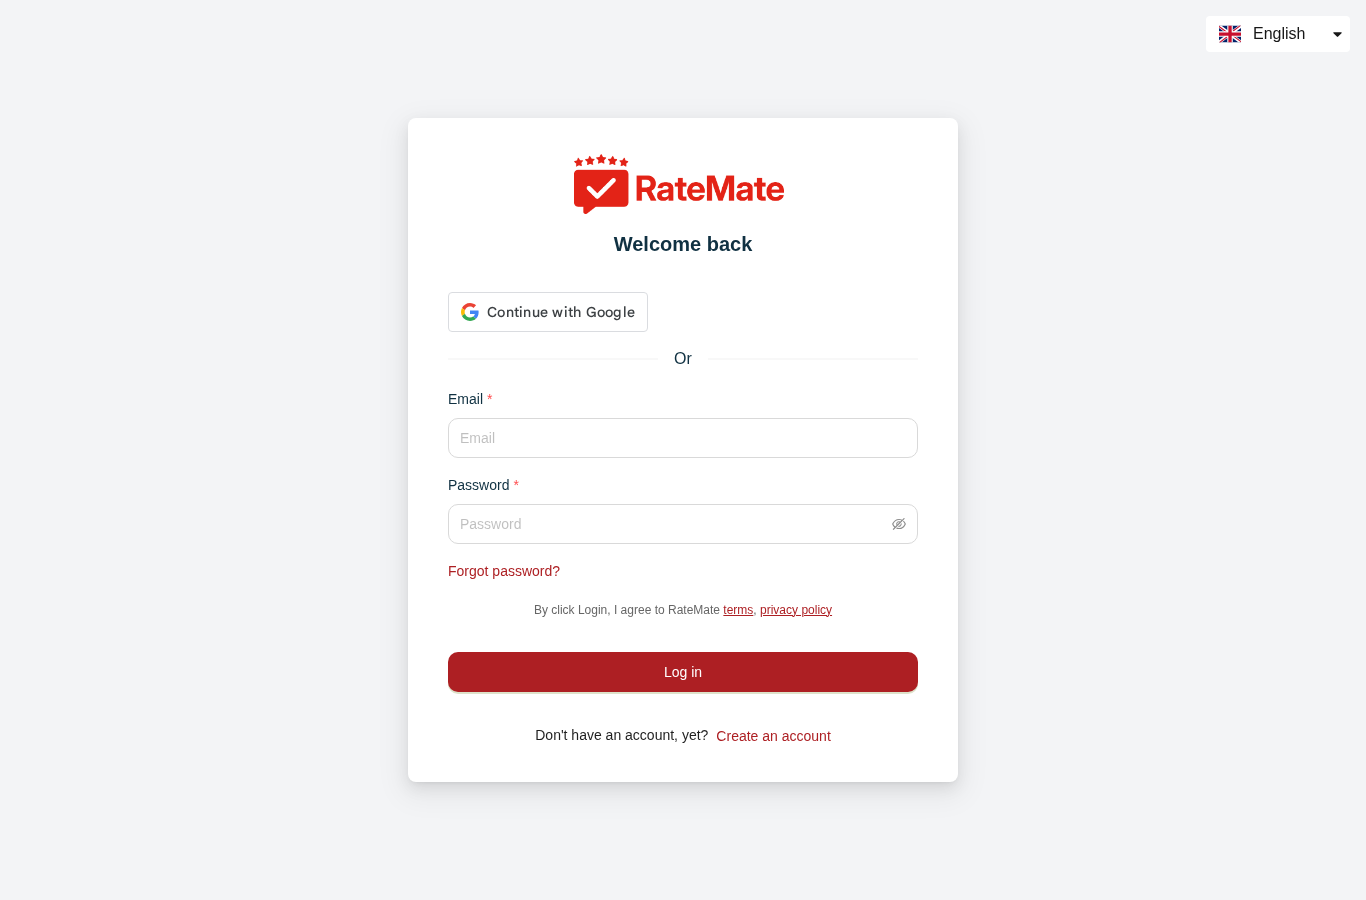 English
RateMate
Welcome back
Continue with Google
Or
Email *
Email
Password *
Password
Forgot password?
By click Login, I agree to RateMate terms, privacy policy
Log in
Don't have an account, yet? Create an account